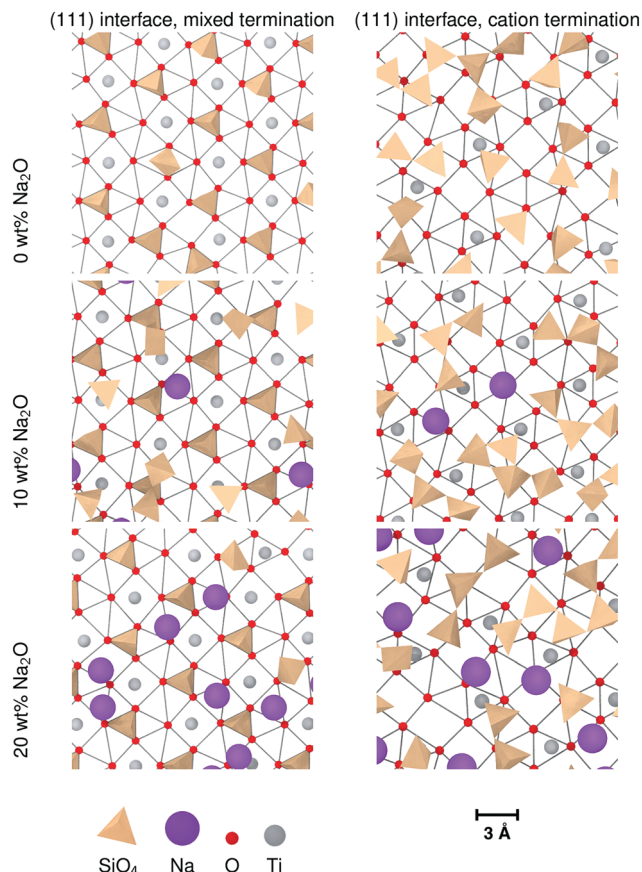 (111) interface, mixed termination
(111) interface, cation termination
0 wt% Na₂O
10 wt% Na₂O
20 wt% Na₂O
SiO₄
Na
O
Ti
3 Å